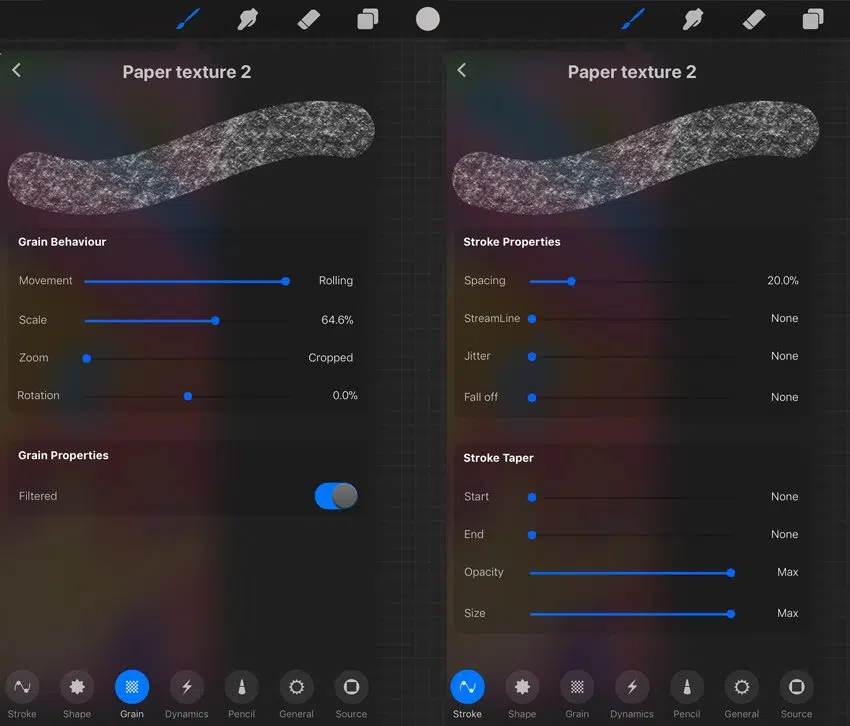 Paper texture 2
Grain Behaviour
Movement Rolling
Scale 64.6%
Zoom Cropped
Rotation 0.0%
Grain Properties
Filtered
Stroke Shape Grain Dynamics Pencil General Source
Paper texture 2
Stroke Properties
Spacing 20.0%
StreamLine None
Jitter None
Fall off None
Stroke Taper
Start None
End None
Opacity Max
Size Max
Stroke Shape Grain Dynamics Pencil General Source